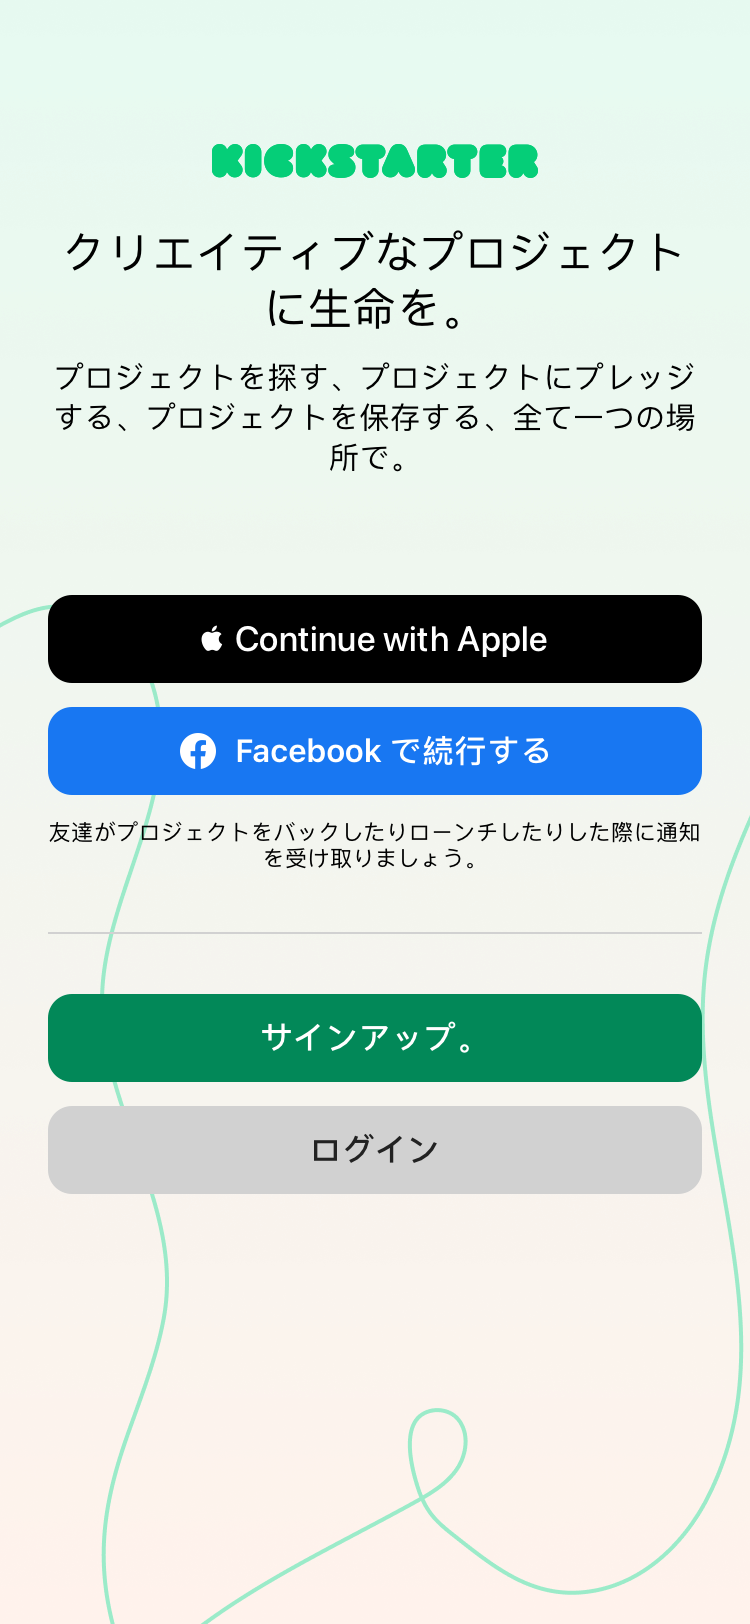 KICKSTARTER
クリエイティブなプロジェクト
に生命を。
プロジェクトを探す、プロジェクトにプレッジ
する、プロジェクトを保存する、全て一つの場
所で。
Continue with Apple
Facebook で続行する
友達がプロジェクトをバックしたりローンチしたりした際に通知
を受け取りましょう。
サインアップ。
ログイン